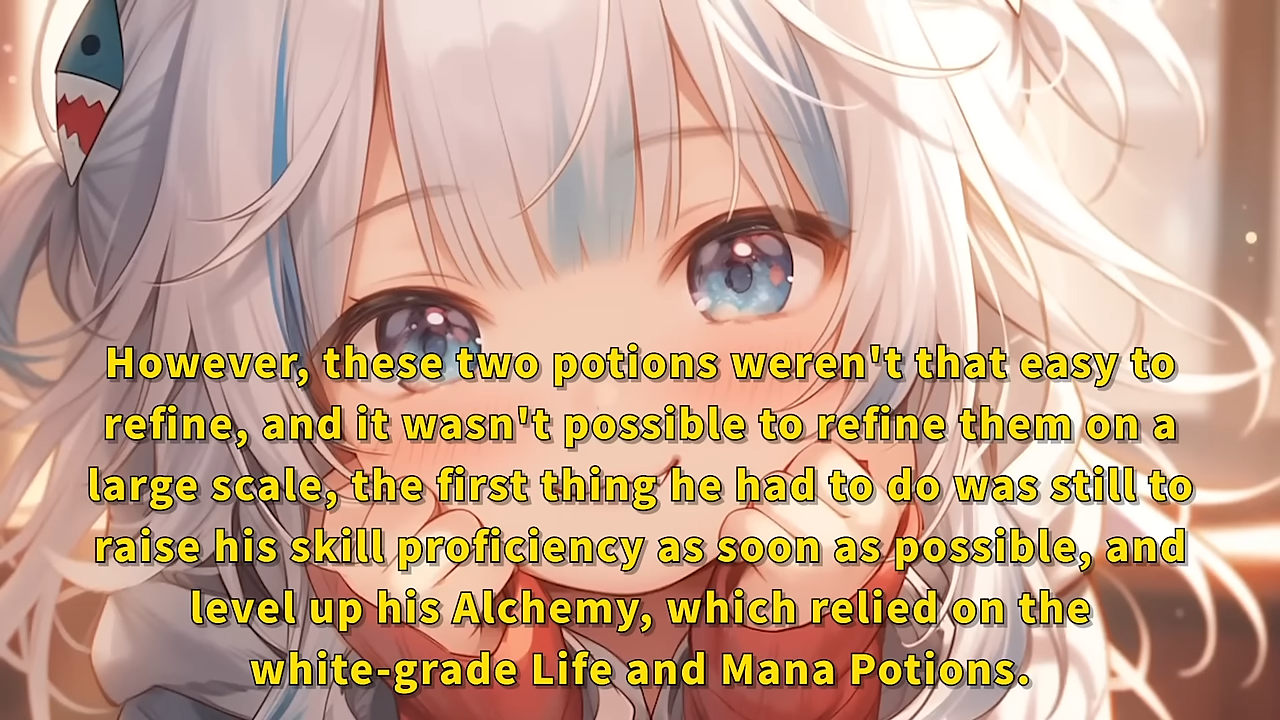 However, these two potions weren't that easy to
refine, and it wasn't possible to refine them on a
large scale, the first thing he had to do was still to
raise his skill proficiency as soon as possible, and
level up his Alchemy, which relied on the
white-grade Life and Mana Potions.